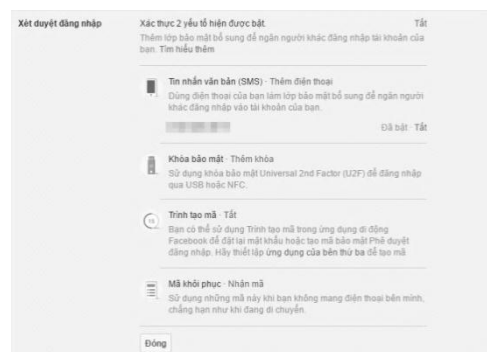 Xét duyệt đăng nhập
Xác thực 2 yếu tố hiện được bật. Tắt
Thêm lớp bảo mật bổ sung để ngăn người khác đăng nhập tài khoản của
bạn. Tìm hiểu thêm
Tin nhắn văn bản (SMS) · Thêm điện thoại
Dùng điện thoại của bạn làm lớp bảo mật bổ sung để ngăn người
khác đăng nhập vào tài khoản của bạn.
Đã bật · Tắt
Khóa bảo mật · Thêm khóa
Sử dụng khóa bảo mật Universal 2nd Factor (U2F) để đăng nhập
qua USB hoặc NFC.
Trình tạo mã · Tắt
Bạn có thể sử dụng Trình tạo mã trong ứng dụng di động
Facebook để đặt lại mật khẩu hoặc tạo mã bảo mật Phê duyệt
đăng nhập. Hãy thiết lập ứng dụng của bên thứ ba để tạo mã
Mã khôi phục · Nhận mã
Sử dụng những mã này khi bạn không mang điện thoại bên mình,
chẳng hạn như khi đang di chuyển.
Đóng